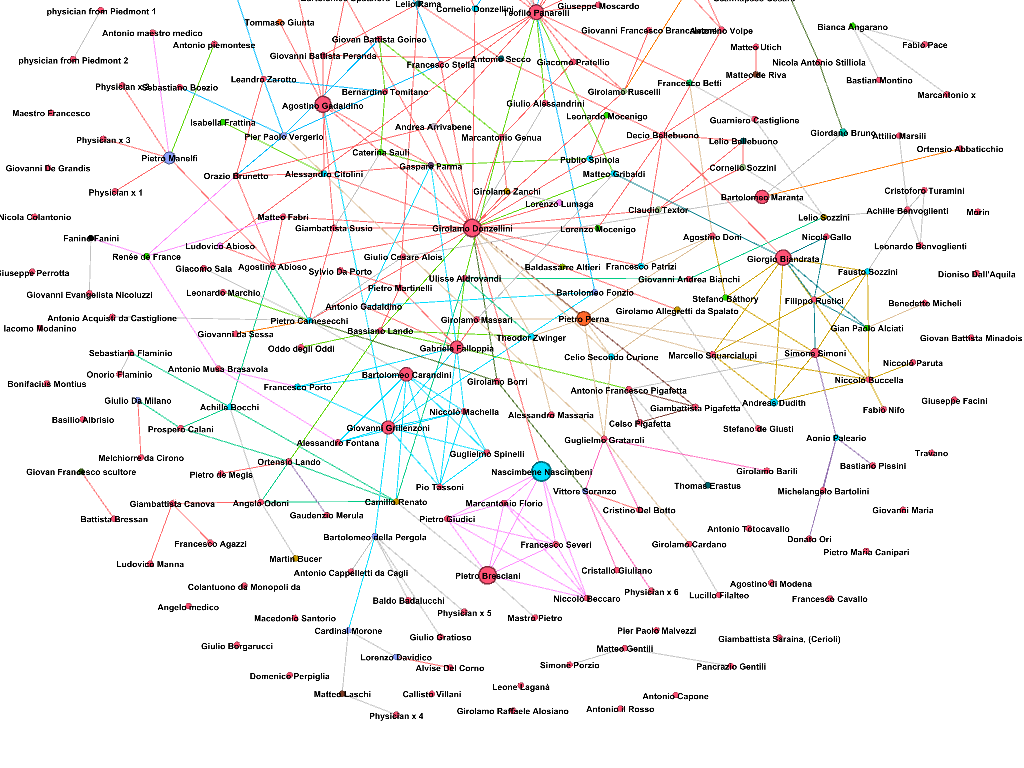 Lelio Rama
Cornelio Donzellini
Teofilo Panarelli
Giuseppe Moscardo
physician from Piedmont 1
Tommaso Giunta
Antonio maestro medico
Giovan Battista Goineo
Giovanni Francesco
Bianca Angarano
Antonio piemontese
Matteo Utich
Fabio Pace
Giovanni Battista Peranda
physician from Piedmont 2
Francesco Stella
Antonio Secco
Giacomo Pratellio
Nicola Antonio Stilliola
Matteo de Riva
Leandro Zarotto
Sebastiano Boezio
Bernardino Tomitano
Girolamo Ruscelli
Francesco Betti
Bastian Montino
Marcantonio x
Agostino Gadaldino
Giulio Alessandrini
Maestro Francesco
Leonardo Mocenigo
Isabella Frattina
Andrea Arrivabene
Guarniero Castiglione
Pier Paolo Vergerio
Marcantonio Genua
Decio Bellebuono
Giordano Bruno
Attilio Marsili
Physician x 3
Lelio Bellebuono
Ortensio Abbaticchio
Caterina Sauli
Pietro Manelfi
Publio Spinola
Gaspare Parma
Giovanni De Grandis
Cornelio Sozzini
Orazio Brunetto
Alessandro Citolini
Matteo Gribaldi
Physician x 1
Girolamo Zanchi
Cristoforo Turamini
Bartolomeo Maranta
Lorenzo Lumaga
Claudio Textor
Achille Benvoglienti
Marin
Nicola Colantonio
Matteo Fabri
Lelio Sozzini
Giambattista Susio
Girolamo Donzellini
Lorenzo Mocenigo
Fanino Fanini
Agostino Doni
Nicola Gallo
Ludovico Abioso
Leonardo Benvoglienti
Renée de France
Giulio Cesare Alois
Giorgio Biandrata
Giacomo Sala
Agostino Abioso
Sylvio Da Porto
Baldassarre Altieri
Francesco Patrizi
Fausto Sozzini
Giuseppe Perrotta
Dioniso Dall'Aquila
Ulisse Aldrovandi
Giovanni Andrea Bianchi
Pietro Martinelli
Giovanni Evangelista Nicoluzzi
Leonardo Marchio
Bartolomeo Fonzio
Stefano Báthory
Filippo Rustici
Benedetto Micheli
Antonio Gadaldino
Girolamo Allegretti da Spalato
Antonio Acquisti da Castiglione
Pietro Carnesecchi
Girolamo Massari
Pietro Perna
Iacomo Modanino
Giovanni da Sessa
Bassiano Lando
Gian Paolo Alciati
Theodor Zwinger
Giovan Battista Minadois
Oddo degli Oddi
Gabriele Falloppia
Sebastiano Flaminio
Celio Secondo Curione
Marcello Squarcialupi
Simone Simoni
Niccolò Paruta
Antonio Musa Brasavola
Onorio Flaminio
Bartolomeo Carandini
Bonifacius Montius
Francesco Porto
Girolamo Borri
Niccolò Buccella
Antonio Francesco Pigafetta
Giulio Da Milano
Giuseppe Facini
Andreas Dudith
Achille Bocchi
Niccolò Machella
Giambattista Pigafetta
Fabio Nifo
Alessandra Massaria
Basilio Albrisio
Celso Pigafetta
Prospero Calani
Giovanni Grillenzoni
Stefano de Giusti
Alessandro Fontana
Guglielmo Grataroli
Aonio Paleario
Guglielmo Spinelli
Melchiorre da Cirono
Ortensio Lando
Bastiano Pissini
Giovan Francesco scultore
Pietro de Megis
Nascimbene Nascimbeni
Girolamo Barili
Pio Tassoni
Thomas Erastus
Vittore Soranzo
Michelangelo Bartolini
Giambattista Canova
Angelo Odoni
Camillo Renato
Marcantonio Florio
Cristino Del Botto
Giovanni Maria
Gaudenzio Merula
Battista Bressan
Pietro Giudici
Antonio Totocavallo
Bartolomeo della Pergola
Donato Ori
Francesco Agazzi
Francesco Severi
Girolamo Cardano
Pietro Maria Canipari
Martin Bucer
Ludovico Manna
Antonio Cappelletti da Cagli
Cristallo Giuliano
Pietro Bresciani
Agostino di Modena
Colantuono de Monopoli da
Physician x 6
Lucillo Filalteo
Niccolò Beccaro
Francesco Cavallo
Baldo Badalucchi
Angelo medico
Physician x 5
Macedonio Santorio
Mastro Pietro
Cardinal Morone
Pier Paolo Malvezzi
Giulio Gratioso
Giambattista Saraina, (Cerioli)
Giulio Borgarucci
Matteo Gentili
Lorenzo Davidico
Simone Porzio
Pancrazio Gentili
Alvise Del Corno
Domenico Perpiglia
Leone Laganà
Matteo Laschi
Callisto Villani
Antonio Capone
Girolamo Raffaele Alosiano
Antonio il Rosso
Physician x 4